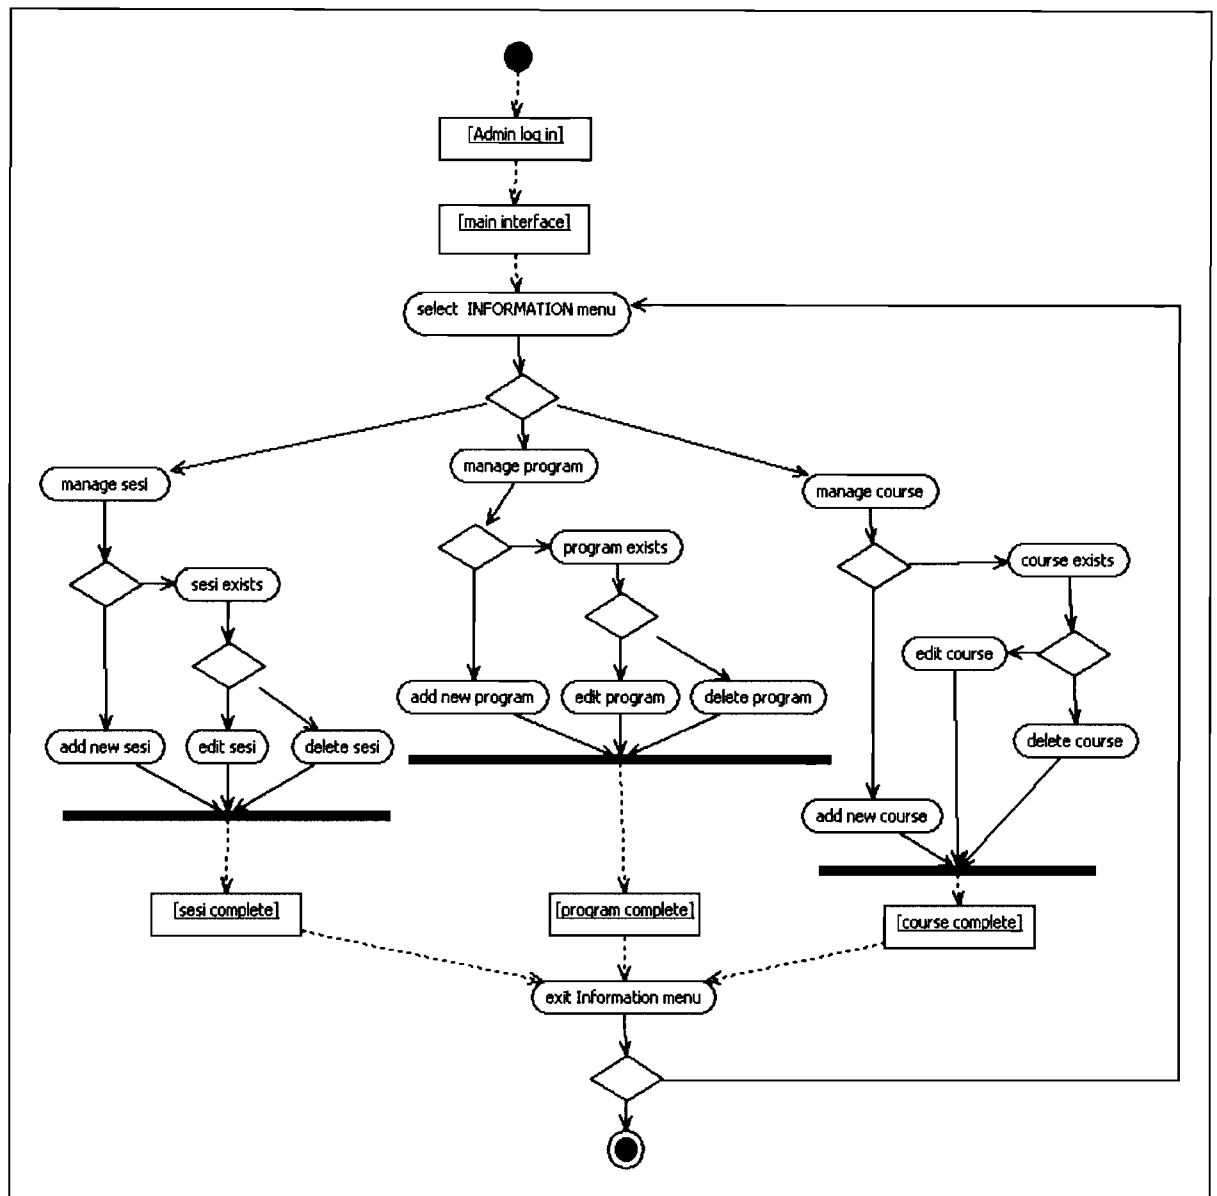 [Admin log in]
[main interface]
select INFORMATION menu
manage sesi
manage program
manage course
sesi exists
program exists
course exists
edit course
add new sesi
edit sesi
delete sesi
add new program
edit program
delete program
delete course
add new course
[sesi complete]
[program complete]
[course complete]
exit Information menu